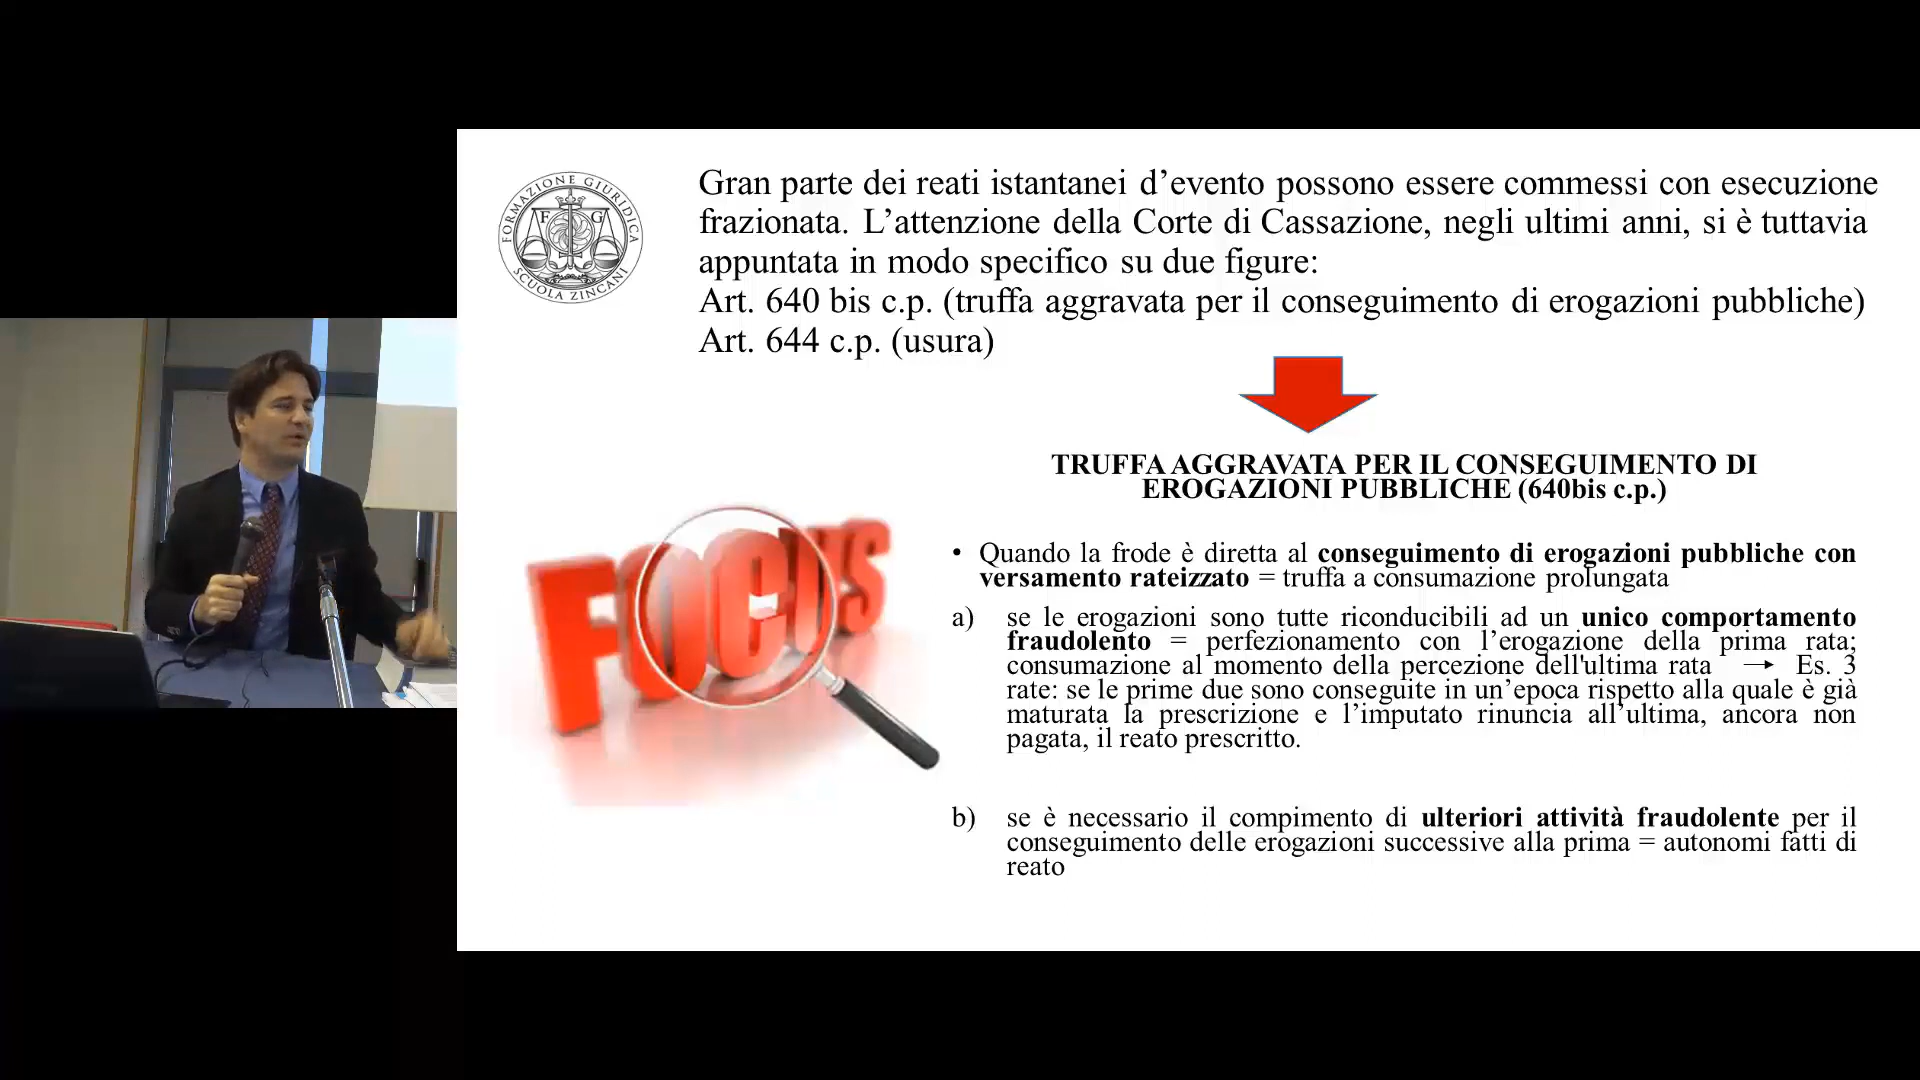 FORMAZIONE GIURIDICA
F G
SCUOLA ZINCANI
Gran parte dei reati istantanei d’evento possono essere commessi con esecuzione
frazionata. L’attenzione della Corte di Cassazione, negli ultimi anni, si è tuttavia
appuntata in modo specifico su due figure:
Art. 640 bis c.p. (truffa aggravata per il conseguimento di erogazioni pubbliche)
Art. 644 c.p. (usura)
TRUFFA AGGRAVATA PER IL CONSEGUIMENTO DI
EROGAZIONI PUBBLICHE (640bis c.p.)
FOCUS
• Quando la frode è diretta al conseguimento di erogazioni pubbliche con
versamento rateizzato = truffa a consumazione prolungata
a) se le erogazioni sono tutte riconducibili ad un unico comportamento
fraudolento = perfezionamento con l’erogazione della prima rata;
consumazione al momento della percezione dell'ultima rata → Es. 3
rate: se le prime due sono conseguite in un’epoca rispetto alla quale è già
maturata la prescrizione e l’imputato rinuncia all’ultima, ancora non
pagata, il reato prescritto.
b) se è necessario il compimento di ulteriori attività fraudolente per il
conseguimento delle erogazioni successive alla prima = autonomi fatti di
reato